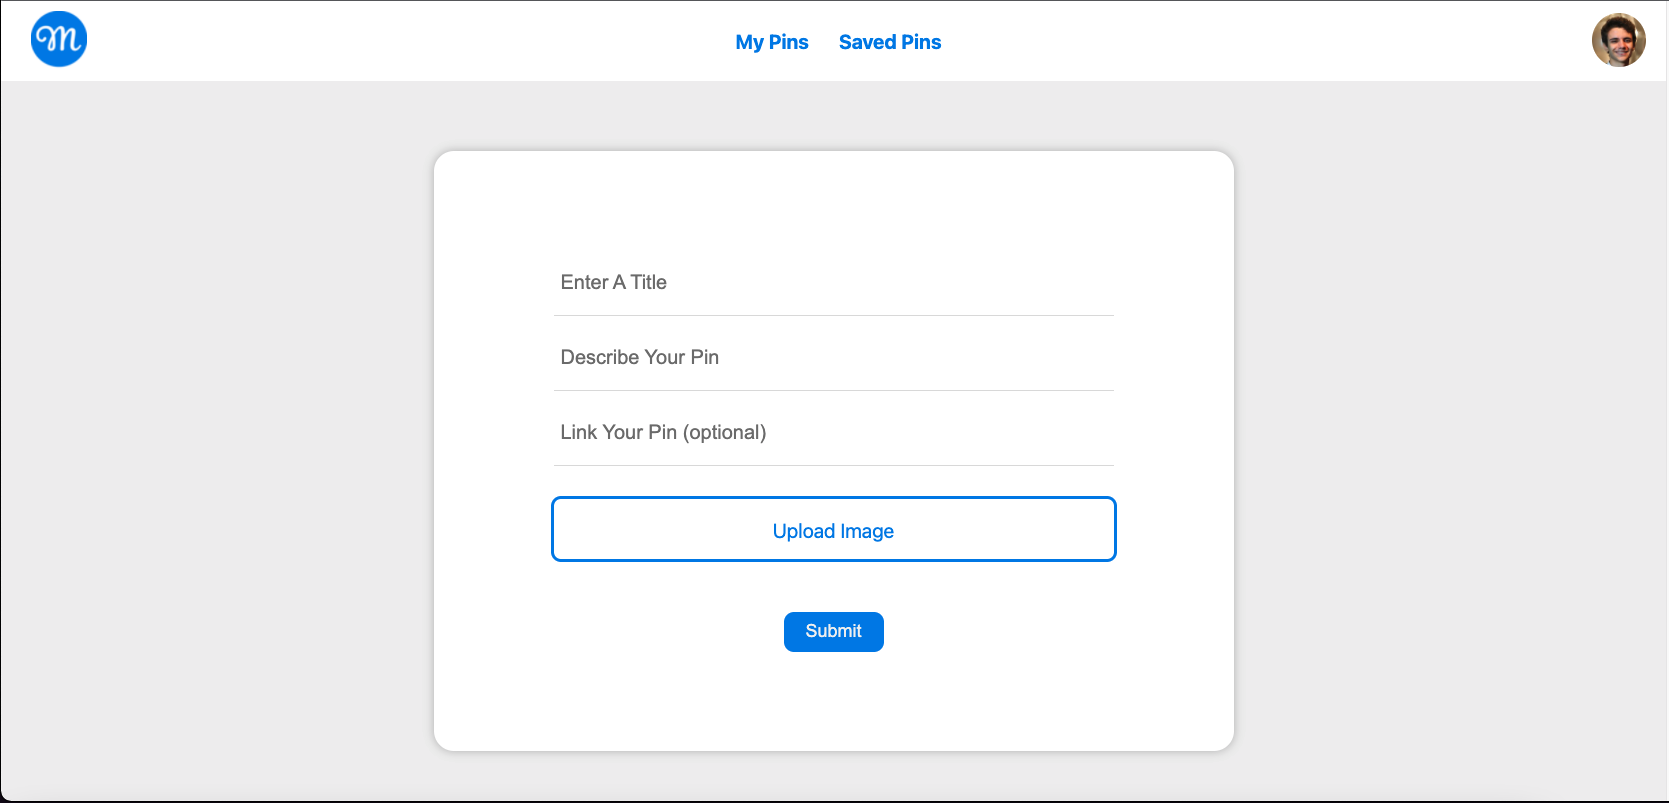 m
My Pins Saved Pins
Enter A Title
Describe Your Pin
Link Your Pin (optional)
Upload Image
Submit